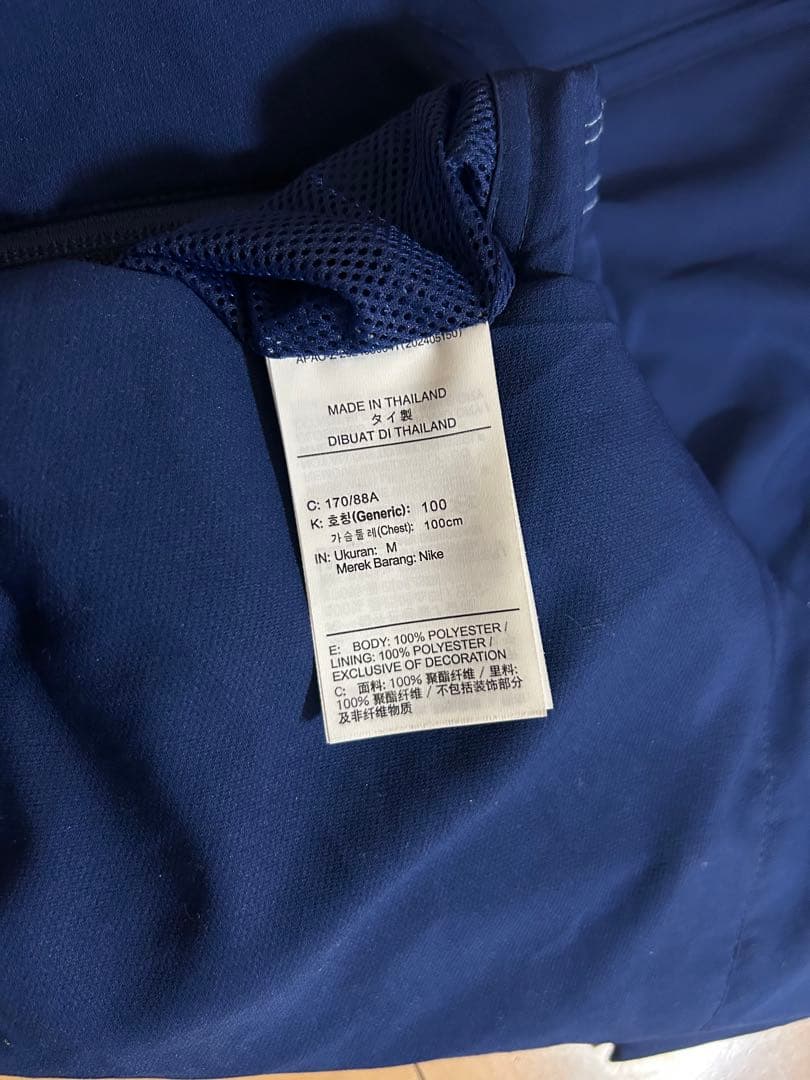 MADE IN THAILAND
タイ製
DIBUAT DI THAILAND
C: 170/88A
K: 호칭(Generic): 100
가슴둘레(Chest): 100cm
IN: Ukuran: M
Merek Barang: Nike
E: BODY: 100% POLYESTER /
LINING: 100% POLYESTER /
EXCLUSIVE OF DECORATION
C: 面料: 100% 聚酯纤维 / 里料:
100% 聚酯纤维 / 不包括装饰部分
及非纤维物质